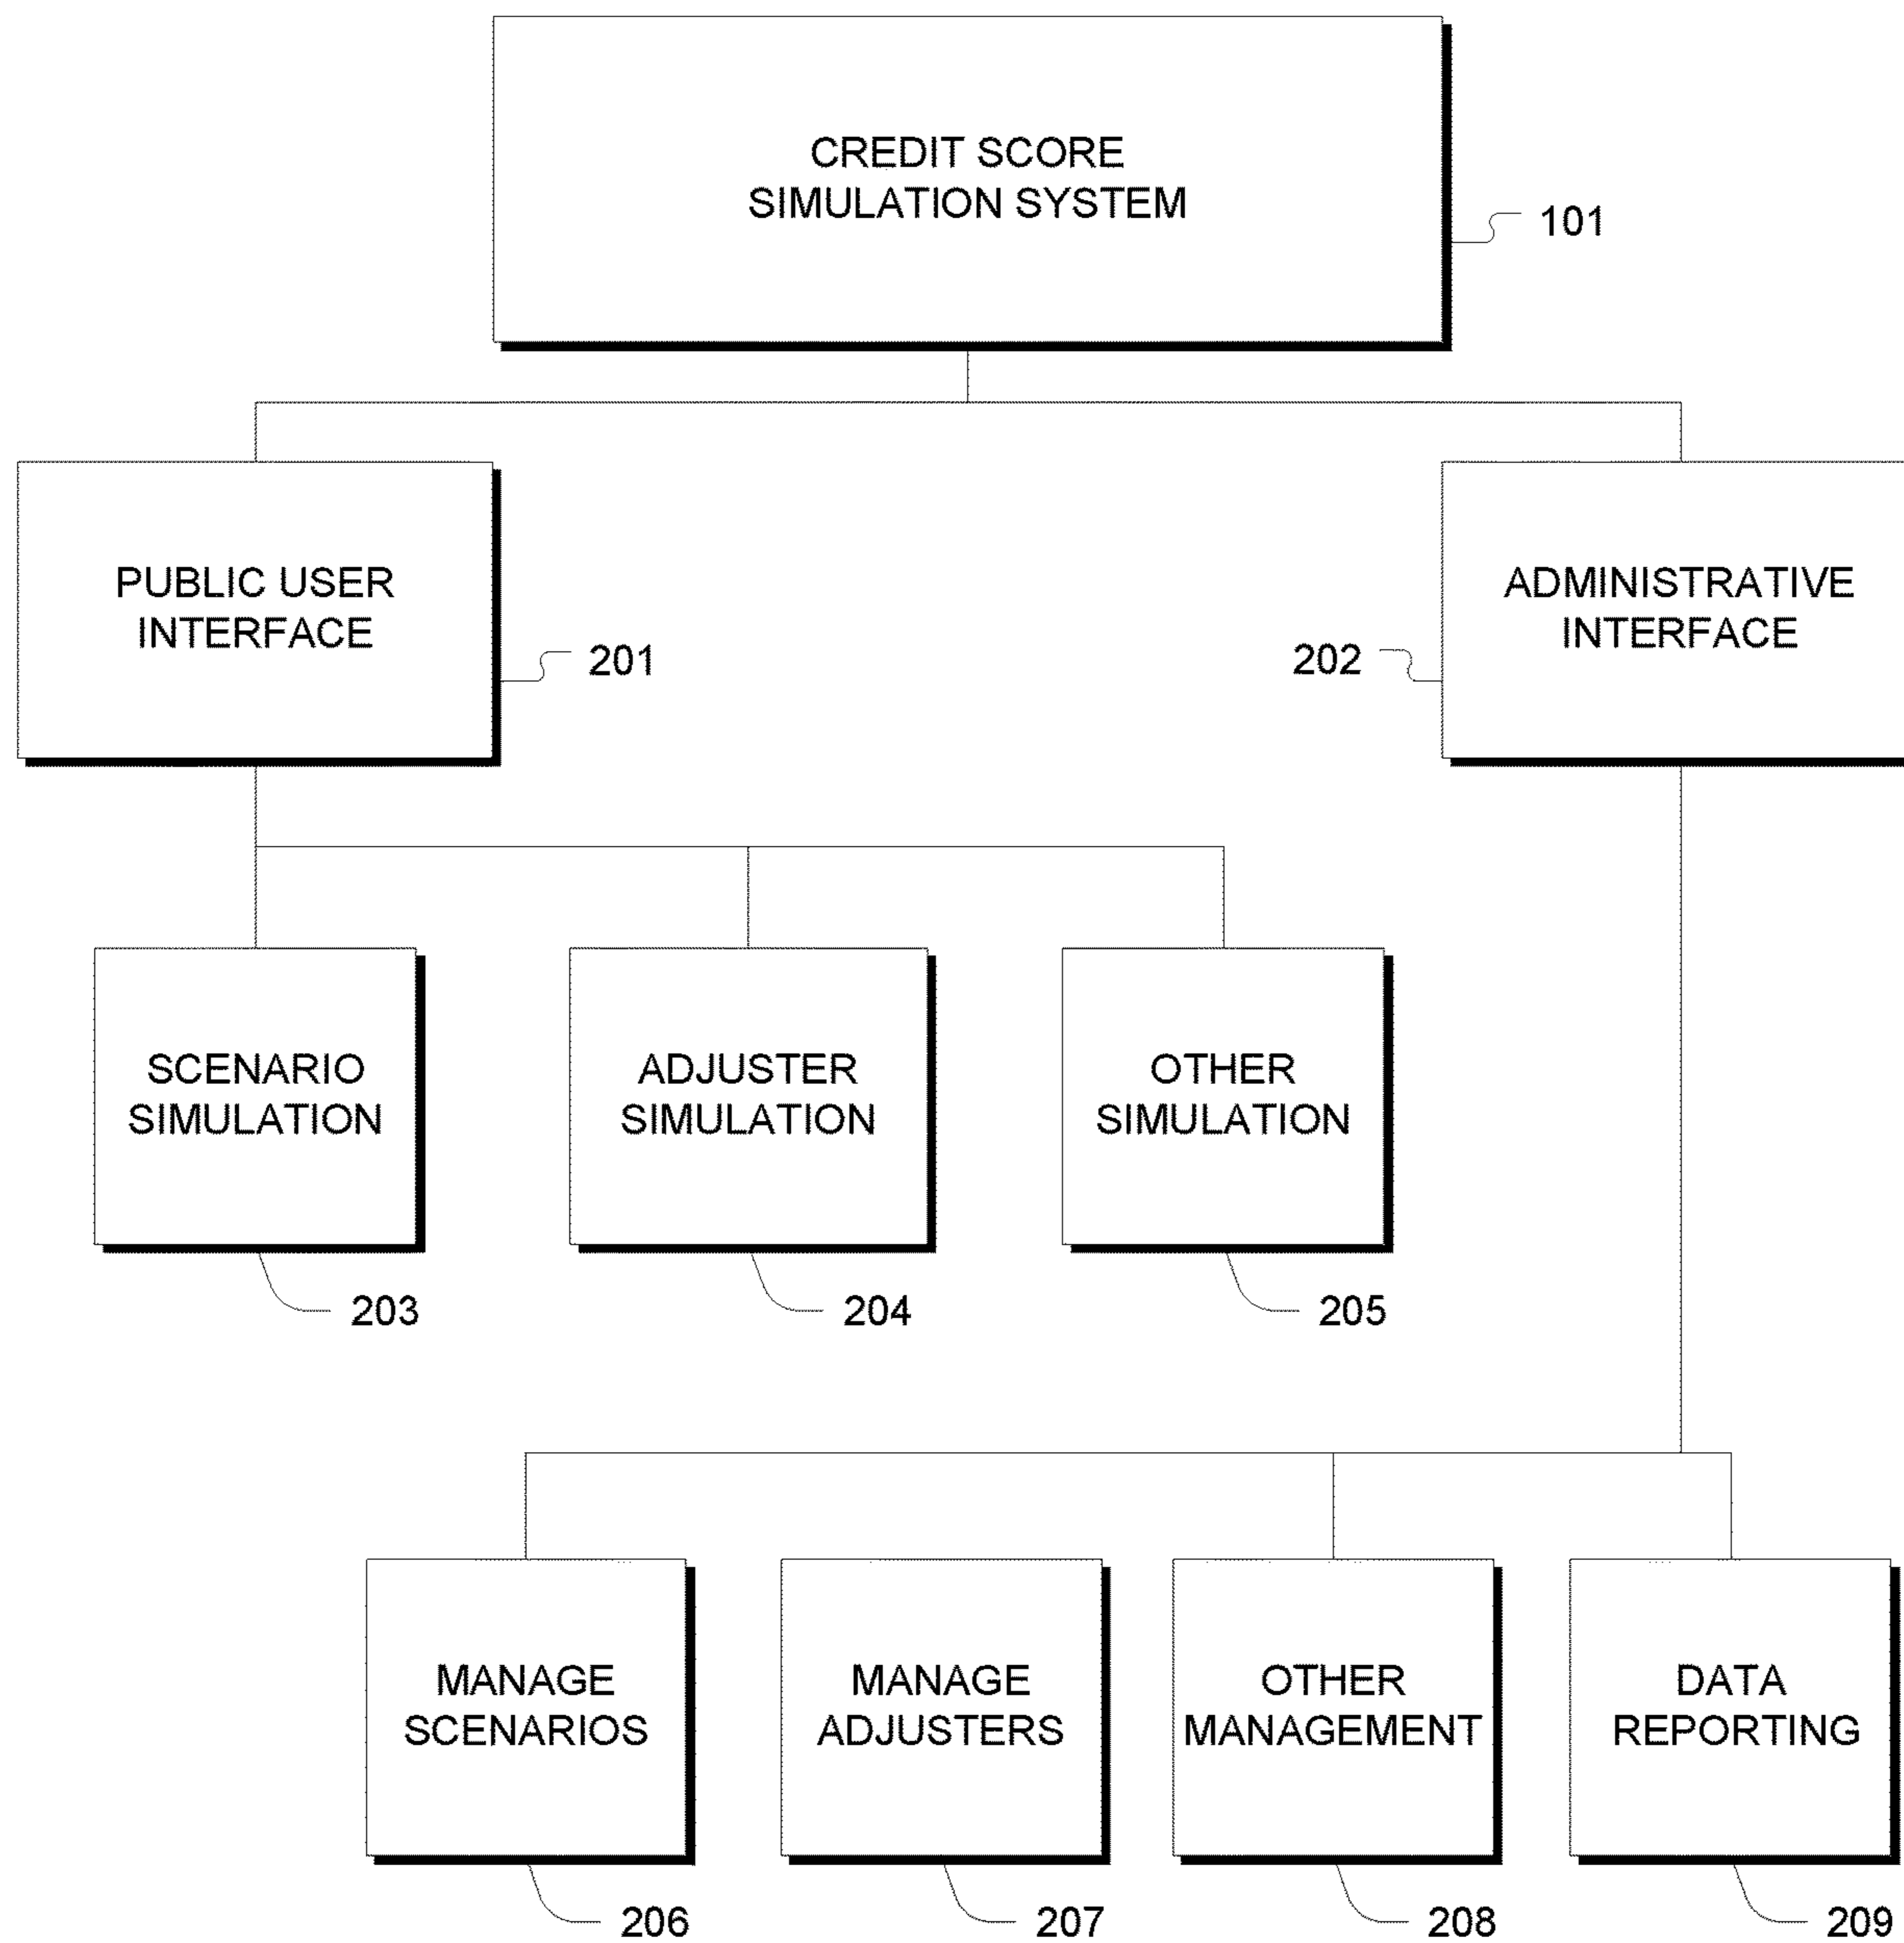 CREDIT SCORE
SIMULATION SYSTEM
101
PUBLIC USER
INTERFACE
201
ADMINISTRATIVE
INTERFACE
202
SCENARIO
SIMULATION
203
ADJUSTER
SIMULATION
204
OTHER
SIMULATION
205
MANAGE
SCENARIOS
206
MANAGE
ADJUSTERS
207
OTHER
MANAGEMENT
208
DATA
REPORTING
209